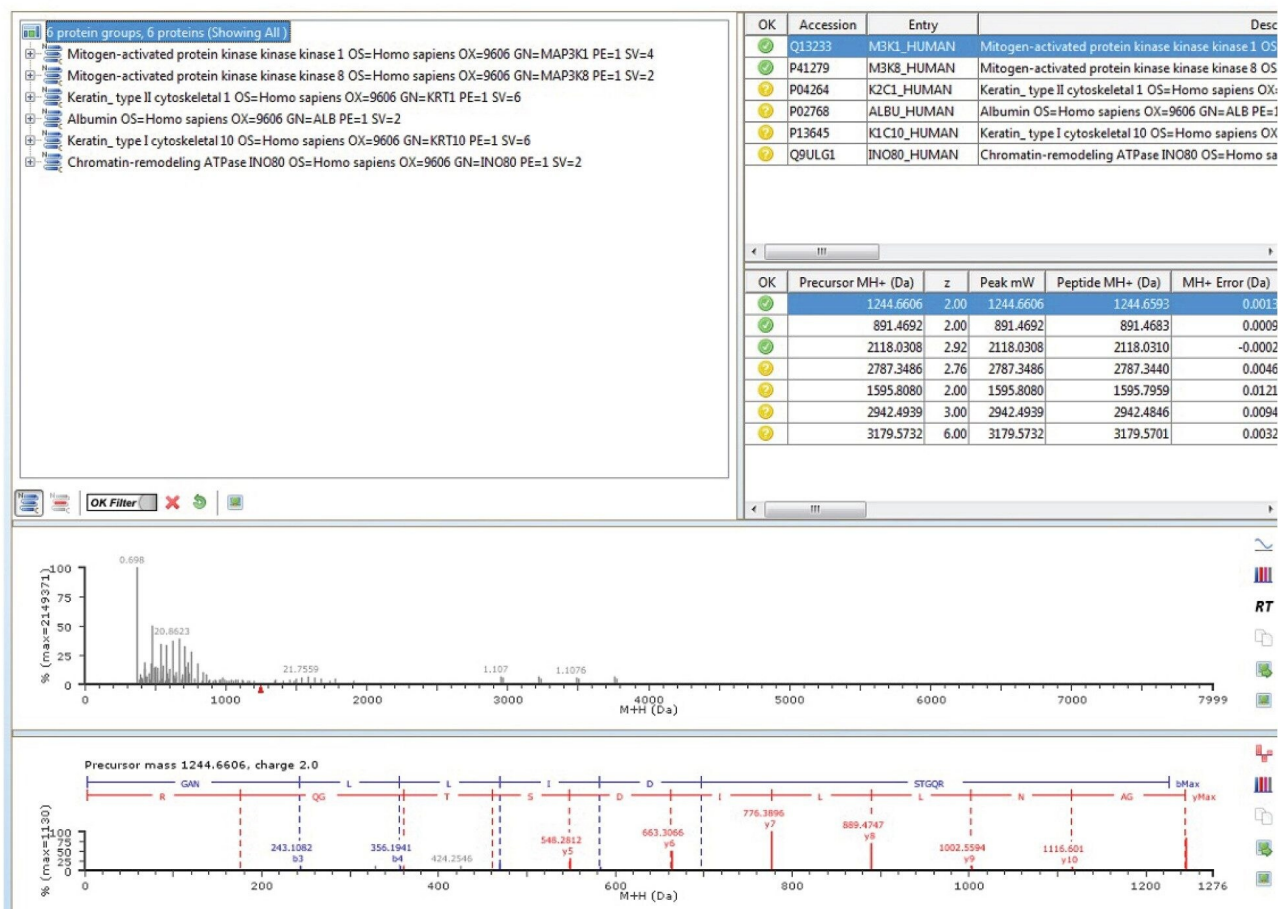 6 protein groups, 6 proteins (Showing All )
Mitogen-activated protein kinase kinase kinase 1 OS=Homo sapiens OX=9606 GN=MAP3K1 PE=1 SV=4
Mitogen-activated protein kinase kinase kinase 8 OS=Homo sapiens OX=9606 GN=MAP3K8 PE=1 SV=2
Keratin_ type II cytoskeletal 1 OS=Homo sapiens OX=9606 GN=KRT1 PE=1 SV=6
Albumin OS=Homo sapiens OX=9606 GN=ALB PE=1 SV=2
Keratin_ type I cytoskeletal 10 OS=Homo sapiens OX=9606 GN=KRT10 PE=1 SV=6
Chromatin-remodeling ATPase INO80 OS=Homo sapiens OX=9606 GN=INO80 PE=1 SV=2
OK Filter
OK Accession Entry Desc
Q13233 M3K1_HUMAN Mitogen-activated protein kinase kinase kinase 1 OS
P41279 M3K8_HUMAN Mitogen-activated protein kinase kinase kinase 8 OS
P04264 K2C1_HUMAN Keratin_ type II cytoskeletal 1 OS=Homo sapiens OX=
P02768 ALBU_HUMAN Albumin OS=Homo sapiens OX=9606 GN=ALB PE=1
P13645 K1C10_HUMAN Keratin_ type I cytoskeletal 10 OS=Homo sapiens OX
Q9ULG1 INO80_HUMAN Chromatin-remodeling ATPase INO80 OS=Homo sa
OK Precursor MH+ (Da) z Peak mW Peptide MH+ (Da) MH+ Error (Da)
1244.6606 2.00 1244.6606 1244.6593 0.0013
891.4692 2.00 891.4692 891.4683 0.0009
2118.0308 2.92 2118.0308 2118.0310 -0.0002
2787.3486 2.76 2787.3486 2787.3440 0.0046
1595.8080 2.00 1595.8080 1595.7959 0.0121
2942.4939 3.00 2942.4939 2942.4846 0.0094
3179.5732 6.00 3179.5732 3179.5701 0.0032
% (max=2149371)
100
75
50
25
0
0.698
20.8623
21.7559
1.107
1.1076
0 1000 2000 3000 4000 5000 6000 7000 7999
M+H (Da)
RT
Precursor mass 1244.6606, charge 2.0
GAN L L I D STGQR bMax
R QG T S D I L L N AG yMax
% (max=1130)
100
75
50
25
0
243.1082
b3
356.1941
b4
424.2546
548.2812
y5
663.3066
y6
776.3896
y7
889.4747
y8
1002.5594
y9
1116.601
y10
0 200 400 600 800 1000 1200 1276
M+H (Da)